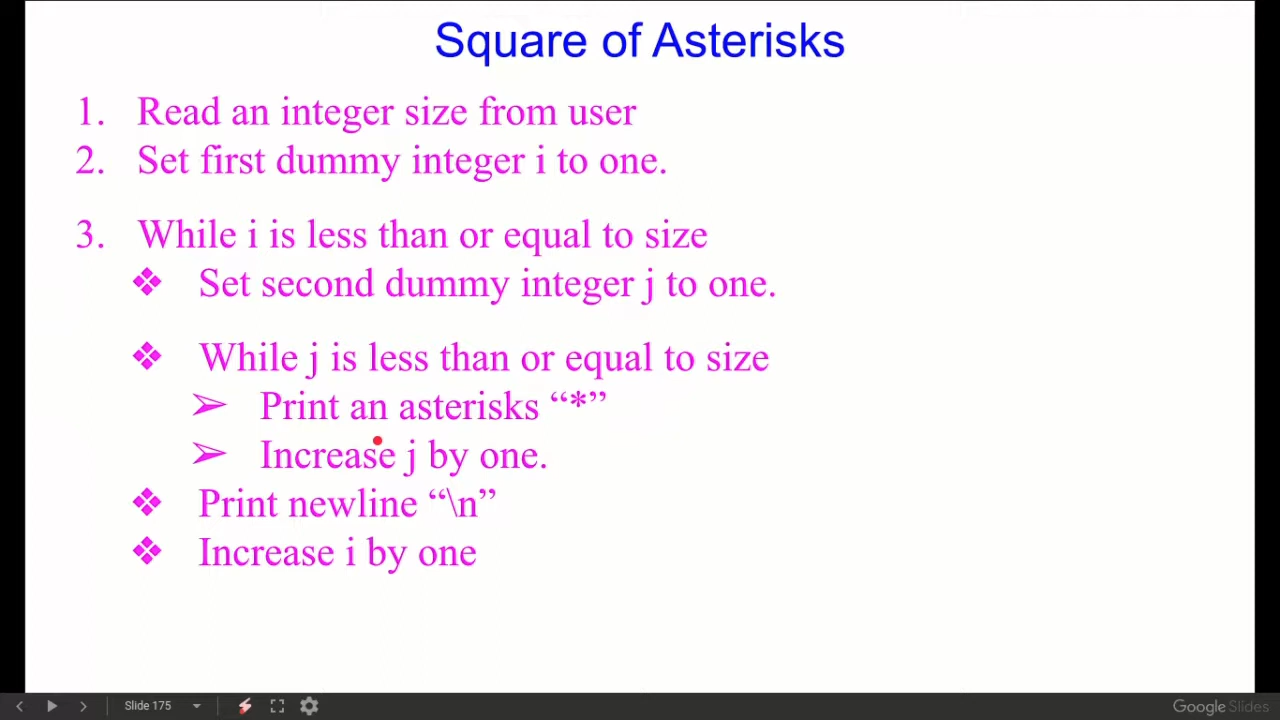 Square of Asterisks
1. Read an integer size from user
2. Set first dummy integer i to one.
3. While i is less than or equal to size
❖ Set second dummy integer j to one.
❖ While j is less than or equal to size
➢ Print an asterisks “*”
➢ Increase j by one.
❖ Print newline “\n”
❖ Increase i by one
Slide 175
Google Slides